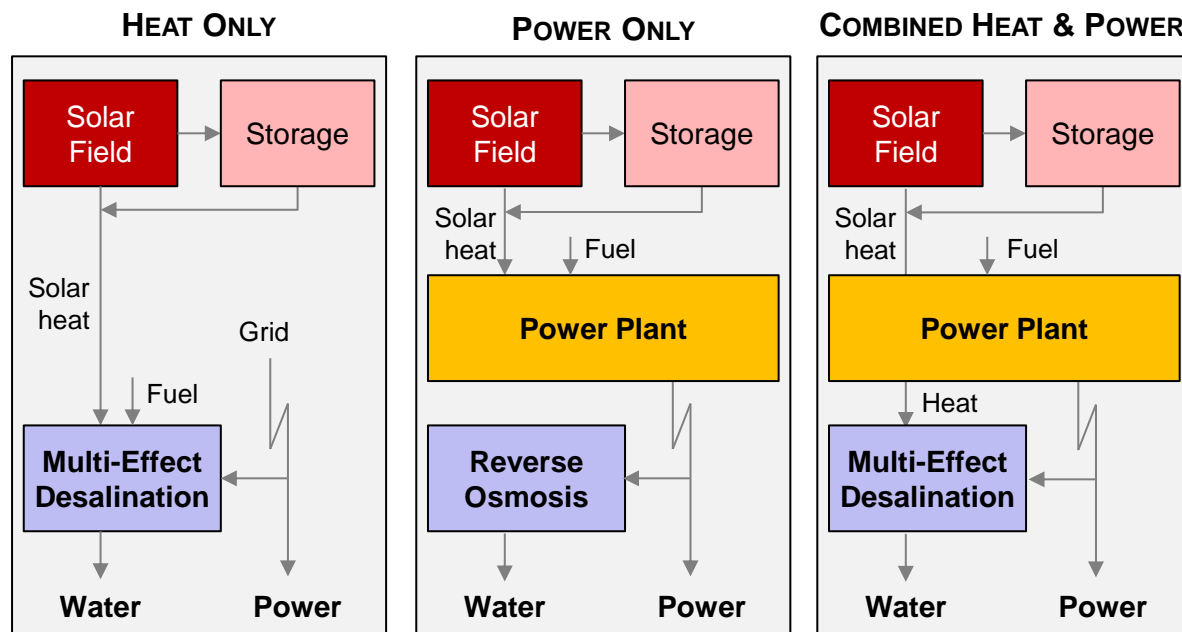 HEAT ONLY
Solar
Field
Storage
Solar
heat
Grid
Fuel
Multi-Effect
Desalination
Water
Power
POWER ONLY
Solar
Field
Storage
Solar
heat
Fuel
Power Plant
Reverse
Osmosis
Water
Power
COMBINED HEAT & POWER
Solar
Field
Storage
Solar
heat
Fuel
Power Plant
Heat
Multi-Effect
Desalination
Water
Power